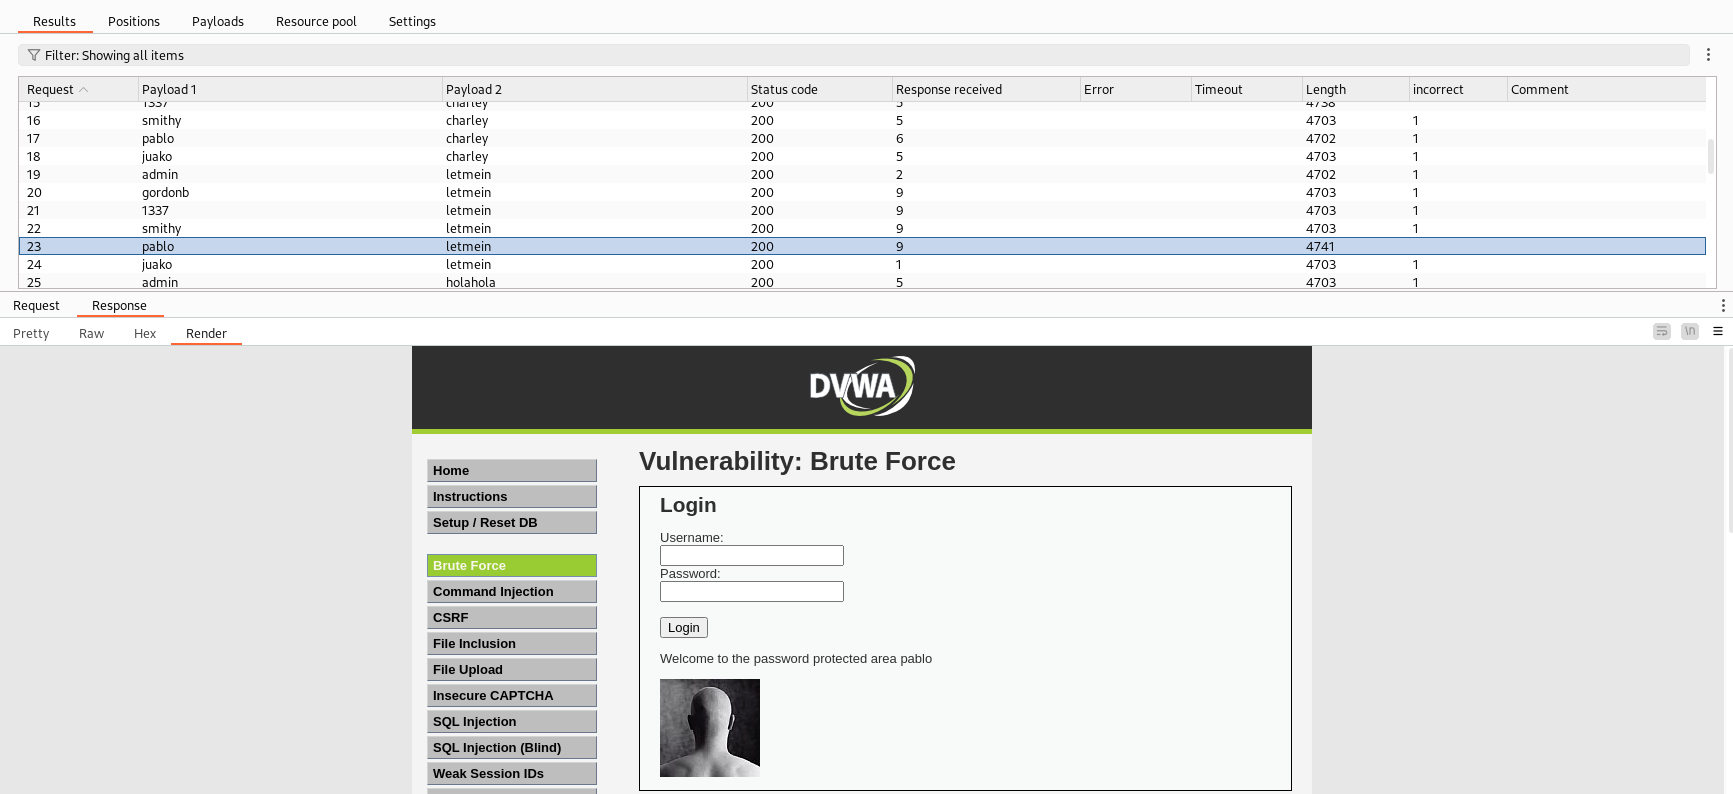 Results Positions Payloads Resource pool Settings
Filter: Showing all items
Request Payload 1 Payload 2 Status code Response received Error Timeout Length incorrect Comment
15 1337 charley 200 5 4738
16 smithy charley 200 5 4703 1
17 pablo charley 200 6 4702 1
18 juako charley 200 5 4703 1
19 admin letmein 200 2 4702 1
20 gordonb letmein 200 9 4703 1
21 1337 letmein 200 9 4703 1
22 smithy letmein 200 9 4703 1
23 pablo letmein 200 9 4741
24 juako letmein 200 1 4703 1
25 admin holahola 200 5 4703 1
Request Response
Pretty Raw Hex Render \n
DVWA
Home
Instructions
Setup / Reset DB
Brute Force
Command Injection
CSRF
File Inclusion
File Upload
Insecure CAPTCHA
SQL Injection
SQL Injection (Blind)
Weak Session IDs
Vulnerability: Brute Force
Login
Username:
Password:
Login
Welcome to the password protected area pablo